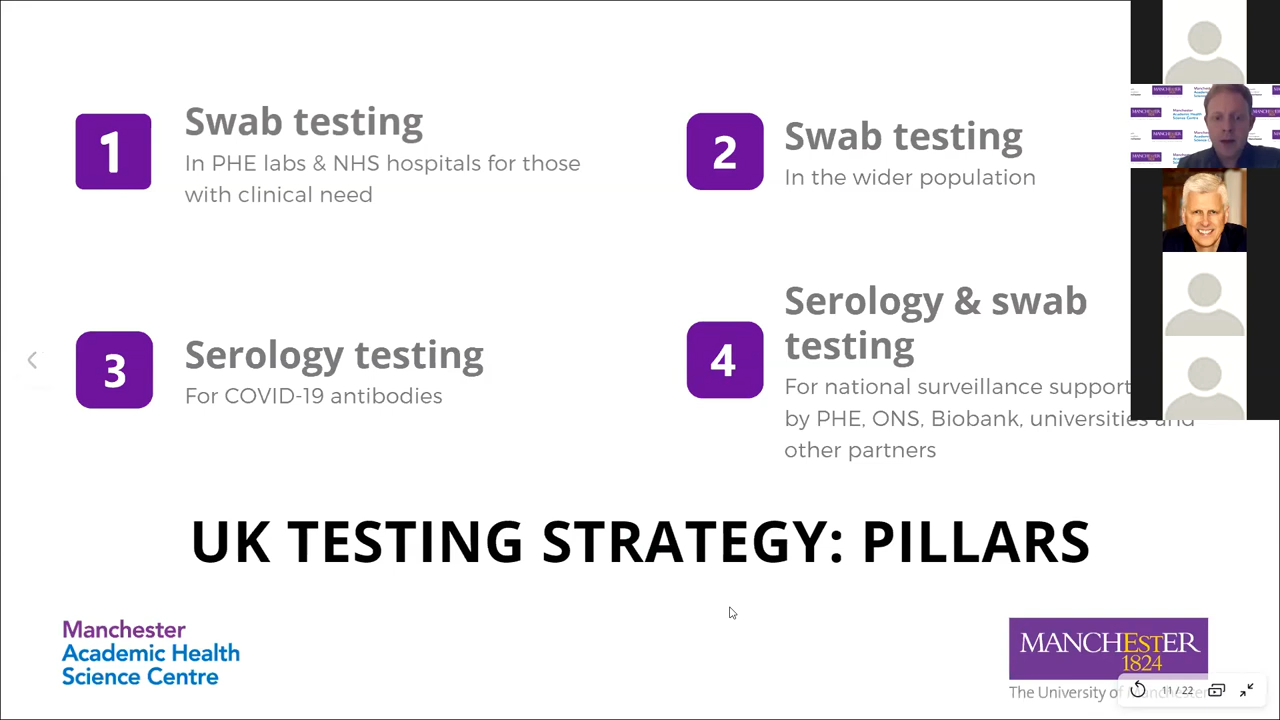 1
Swab testing
In PHE labs & NHS hospitals for those
with clinical need
2
Swab testing
In the wider population
3
Serology testing
For COVID-19 antibodies
4
Serology & swab
testing
For national surveillance support
by PHE, ONS, Biobank, universities and
other partners
UK TESTING STRATEGY: PILLARS
Manchester
Academic Health
Science Centre
MANCHESTER
1824
The University of Manchester
11 / 22